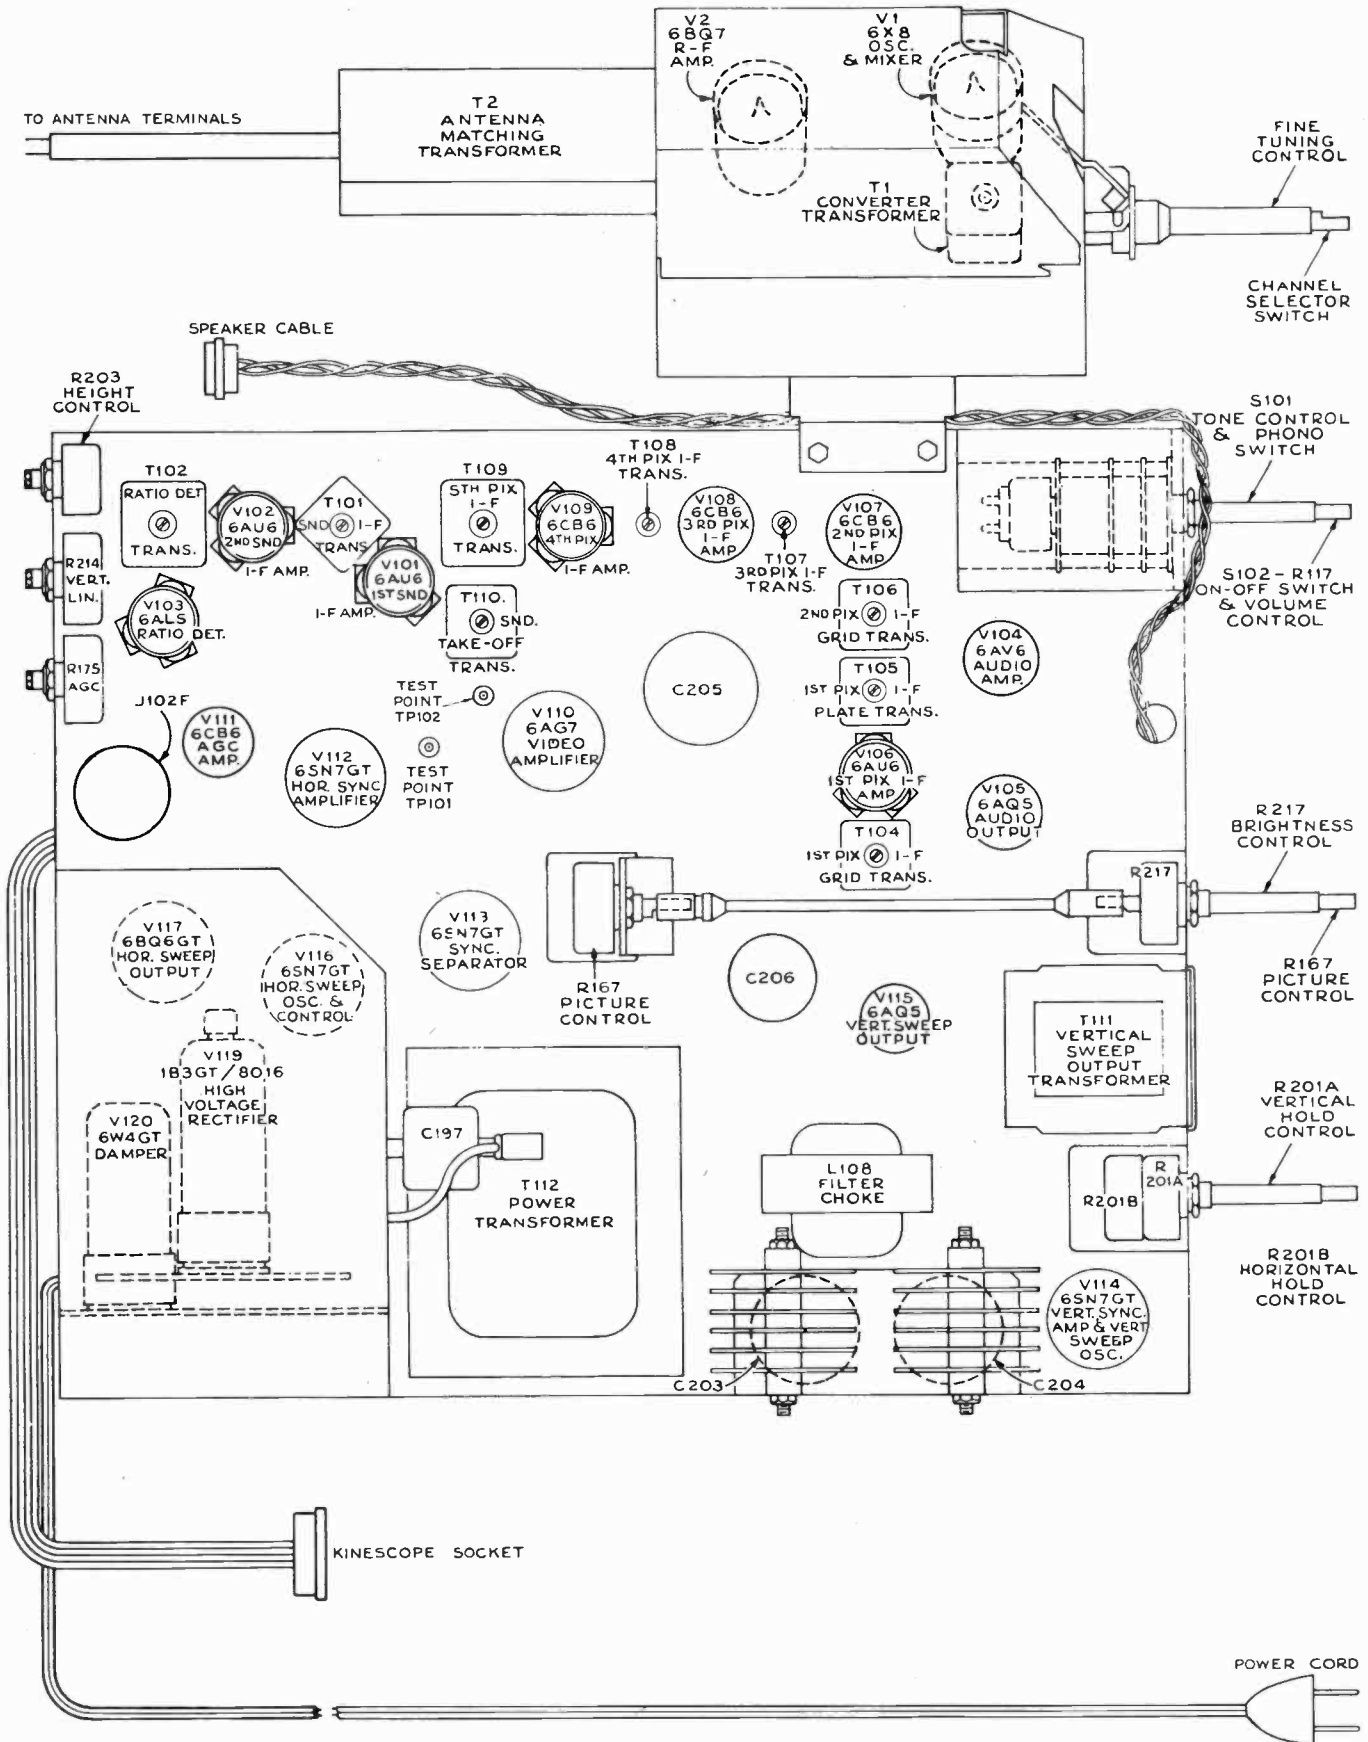 V2
6BQ7
R-F
AMP.
V1
6X8
OSC.
& MIXER
TO ANTENNA TERMINALS
T2
ANTENNA
MATCHING
TRANSFORMER
FINE
TUNING
CONTROL
T1
CONVERTER
TRANSFORMER
CHANNEL
SELECTOR
SWITCH
SPEAKER CABLE
R203
HEIGHT
CONTROL
S101
TONE CONTROL
& PHONO
SWITCH
T102
RATIO DET
TRANS.
V102
6AU6
2ND SND
I-F AMP.
T101
SND I-F
TRANS
V101
6AU6
1ST SND
I-F AMP.
T109
5TH PIX
I-F
TRANS.
V109
6CB6
4TH PIX
I-F AMP.
T108
4TH PIX I-F
TRANS.
V108
6CB6
3RD PIX
I-F
AMP
T107
3RD PIX I-F
TRANS.
V107
6CB6
2ND PIX
I-F
AMP
S102-R117
ON-OFF SWITCH
& VOLUME
CONTROL
R214
VERT.
LIN.
V103
6AL5
RATIO DET.
T110.
SND.
TAKE-OFF
TRANS.
T106
2ND PIX I-F
GRID TRANS.
V104
6AV6
AUDIO
AMP.
R175
AGC
TEST
POINT
TP102
C205
T105
1ST PIX I-F
PLATE TRANS.
J102F
V111
6CB6
AGC
AMP.
V112
6SN7GT
HOR. SYNC
AMPLIFIER
TEST
POINT
TP101
V110
6AG7
VIDEO
AMPLIFIER
V106
6AU6
1ST PIX I-F
AMP
V105
6AQ5
AUDIO
OUTPUT
T104
1ST PIX I-F
GRID TRANS.
R217
BRIGHTNESS
CONTROL
R217
V117
6BQ6GT
HOR. SWEEP
OUTPUT
V116
6SN7GT
HOR. SWEEP
OSC. &
CONTROL
V113
6SN7GT
SYNC.
SEPARATOR
R167
PICTURE
CONTROL
C206
R167
PICTURE
CONTROL
V115
6AQ5
VERT. SWEEP
OUTPUT
T111
VERTICAL
SWEEP
OUTPUT
TRANSFORMER
V119
1B3GT/8016
HIGH
VOLTAGE
RECTIFIER
V120
6W4GT
DAMPER
C197
T112
POWER
TRANSFORMER
L108
FILTER
CHOKE
R201A
VERTICAL
HOLD
CONTROL
R
201A
R201B
R201B
HORIZONTAL
HOLD
CONTROL
V114
6SN7GT
VERT. SYNC.
AMP & VERT
SWEEP
OSC.
C203
C204
KINESCOPE SOCKET
POWER CORD